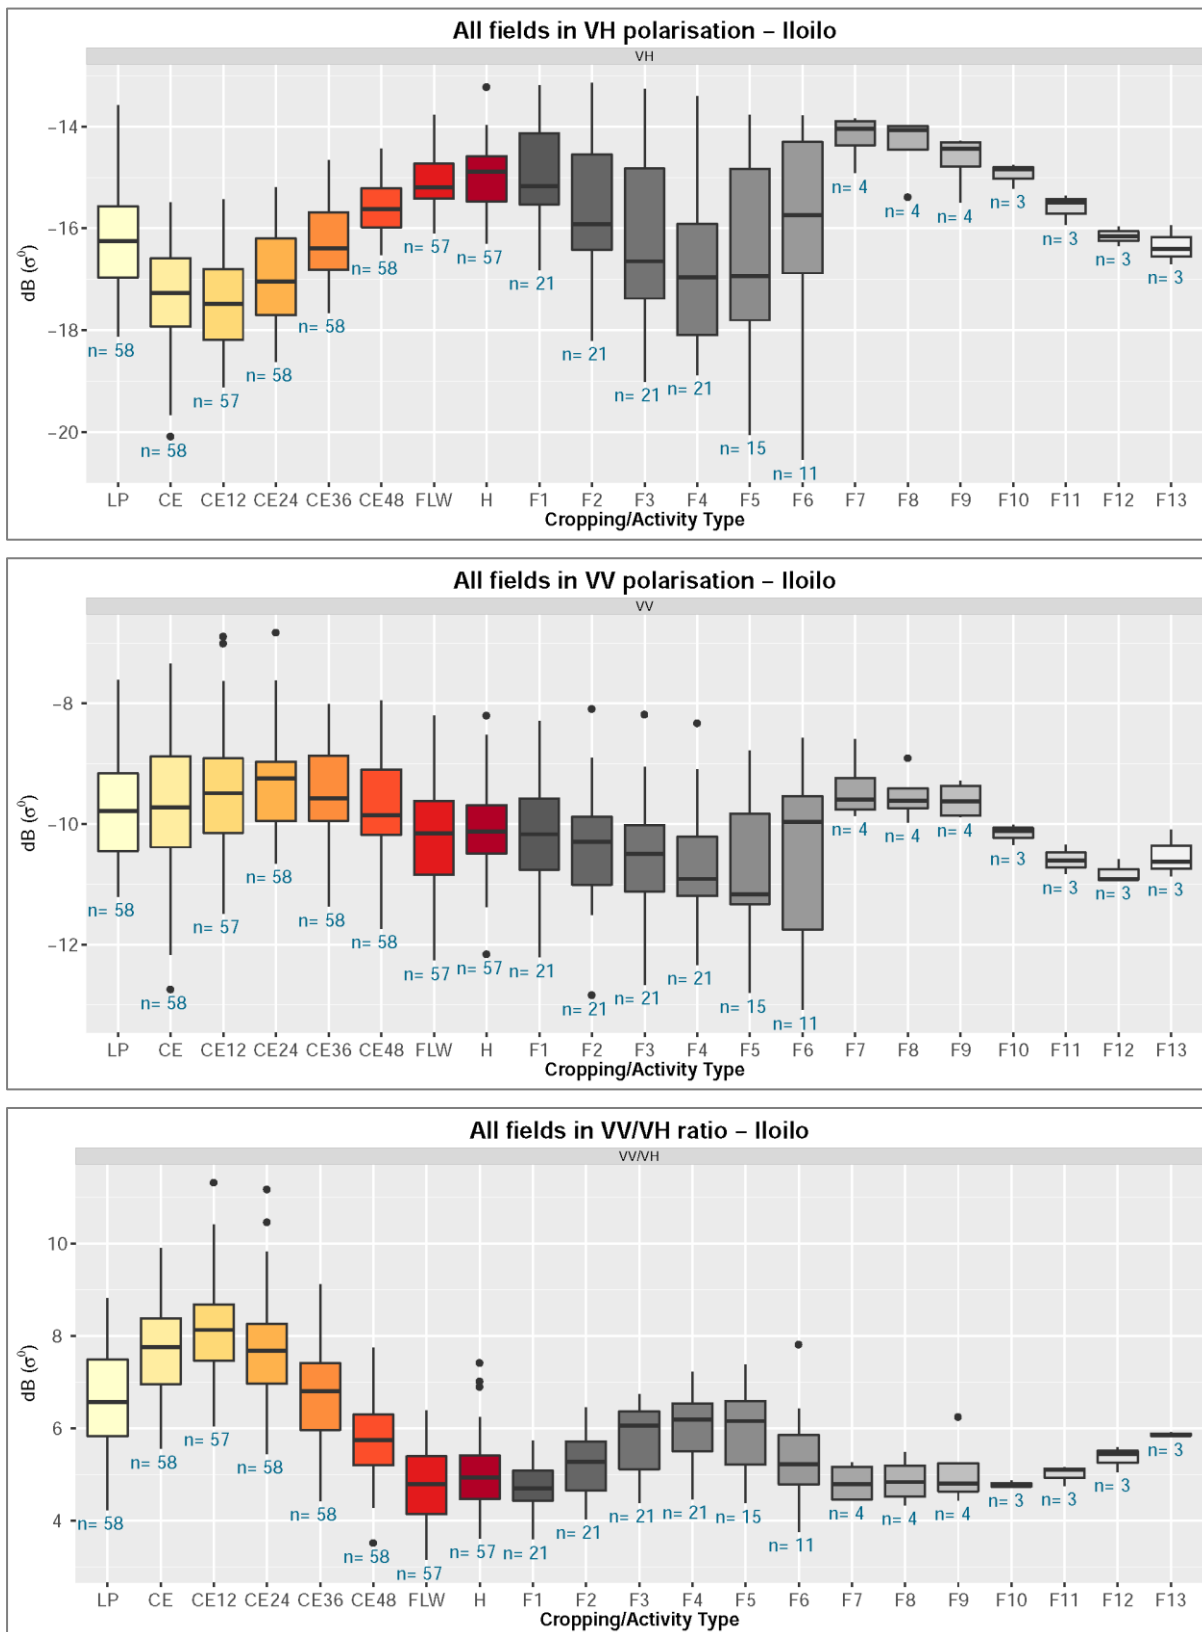 All fields in VH polarisation – Iloilo
VH
−14
−16
−18
−20
dB (σ⁰)
n= 58
n= 58
n= 57
n= 58
n= 58
n= 58
n= 57
n= 57
n= 21
n= 21
n= 21
n= 21
n= 15
n= 11
n= 4
n= 4
n= 4
n= 3
n= 3
n= 3
n= 3
LP CE CE12 CE24 CE36 CE48 FLW H F1 F2 F3 F4 F5 F6 F7 F8 F9 F10 F11 F12 F13
Cropping/Activity Type
All fields in VV polarisation – Iloilo
VV
−8
−10
−12
dB (σ⁰)
n= 58
n= 58
n= 57
n= 58
n= 58
n= 58
n= 57
n= 57
n= 21
n= 21
n= 21
n= 21
n= 15
n= 11
n= 4
n= 4
n= 4
n= 3
n= 3
n= 3
n= 3
LP CE CE12 CE24 CE36 CE48 FLW H F1 F2 F3 F4 F5 F6 F7 F8 F9 F10 F11 F12 F13
Cropping/Activity Type
All fields in VV/VH ratio – Iloilo
VV/VH
10
8
6
4
dB (σ⁰)
n= 58
n= 58
n= 57
n= 58
n= 58
n= 58
n= 57
n= 57
n= 21
n= 21
n= 21
n= 21
n= 15
n= 11
n= 4
n= 4
n= 4
n= 3
n= 3
n= 3
n= 3
LP CE CE12 CE24 CE36 CE48 FLW H F1 F2 F3 F4 F5 F6 F7 F8 F9 F10 F11 F12 F13
Cropping/Activity Type